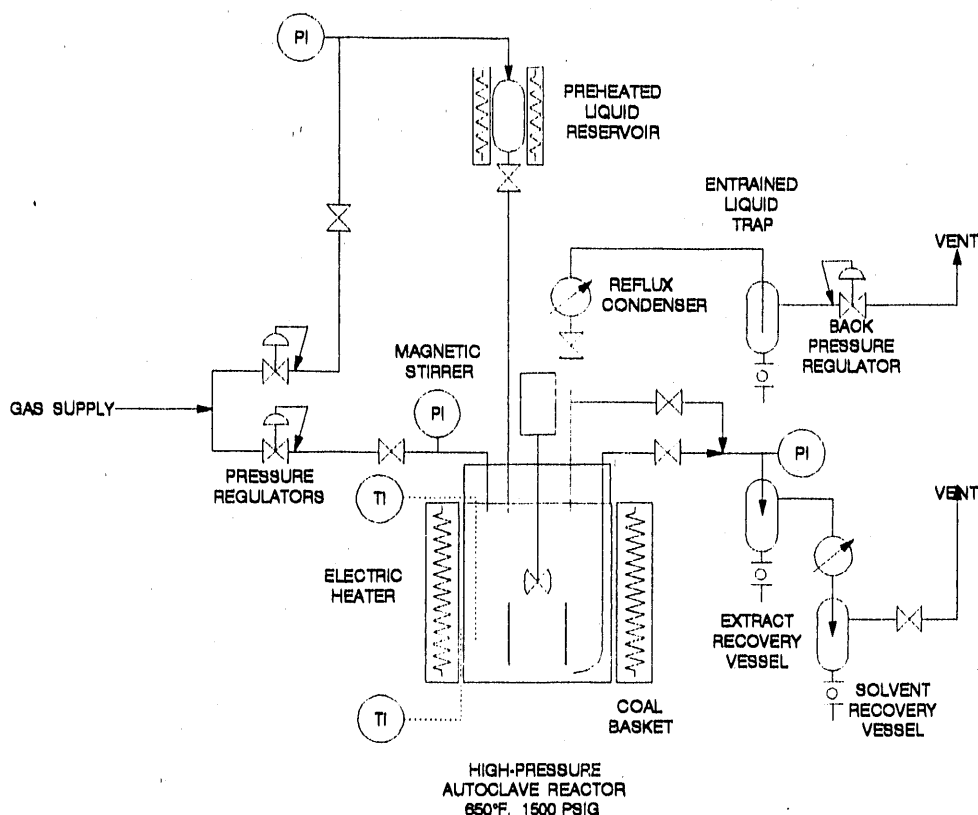 PI
PREHEATED
LIQUID
RESERVOIR
ENTRAINED
LIQUID
TRAP
VENT
REFLUX
CONDENSER
BACK
PRESSURE
REGULATOR
MAGNETIC
STIRRER
GAS SUPPLY
PI
PI
PRESSURE
REGULATORS
TI
VENT
ELECTRIC
HEATER
EXTRACT
RECOVERY
VESSEL
SOLVENT
RECOVERY
VESSEL
COAL
BASKET
TI
HIGH-PRESSURE
AUTOCLAVE REACTOR
650°F, 1500 PSIG